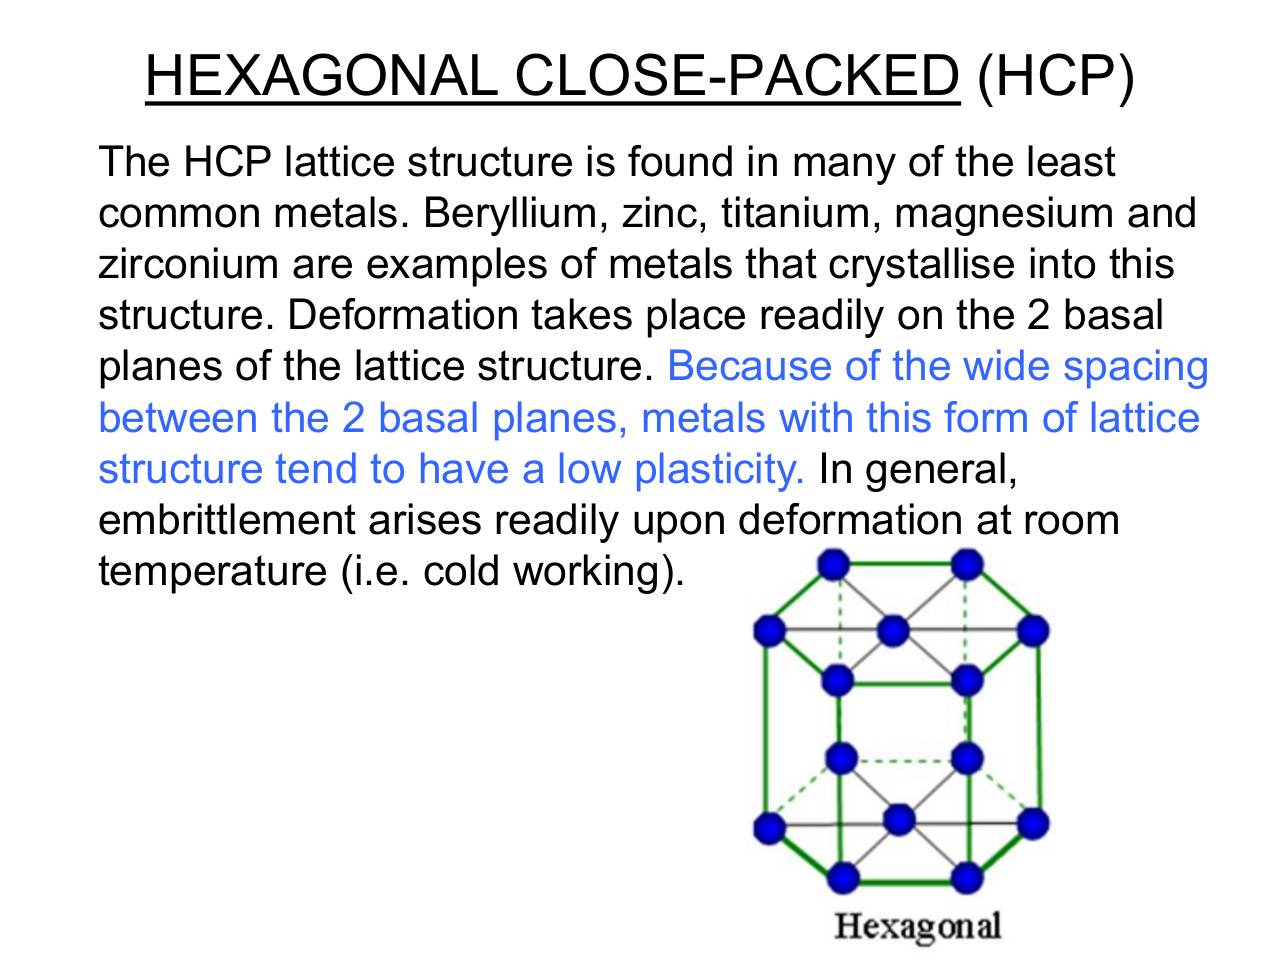 HEXAGONAL CLOSE-PACKED (HCP)
The HCP lattice structure is found in many of the least
common metals. Beryllium, zinc, titanium, magnesium and
zirconium are examples of metals that crystallise into this
structure. Deformation takes place readily on the 2 basal
planes of the lattice structure. Because of the wide spacing
between the 2 basal planes, metals with this form of lattice
structure tend to have a low plasticity. In general,
embrittlement arises readily upon deformation at room
temperature (i.e. cold working).
Hexagonal